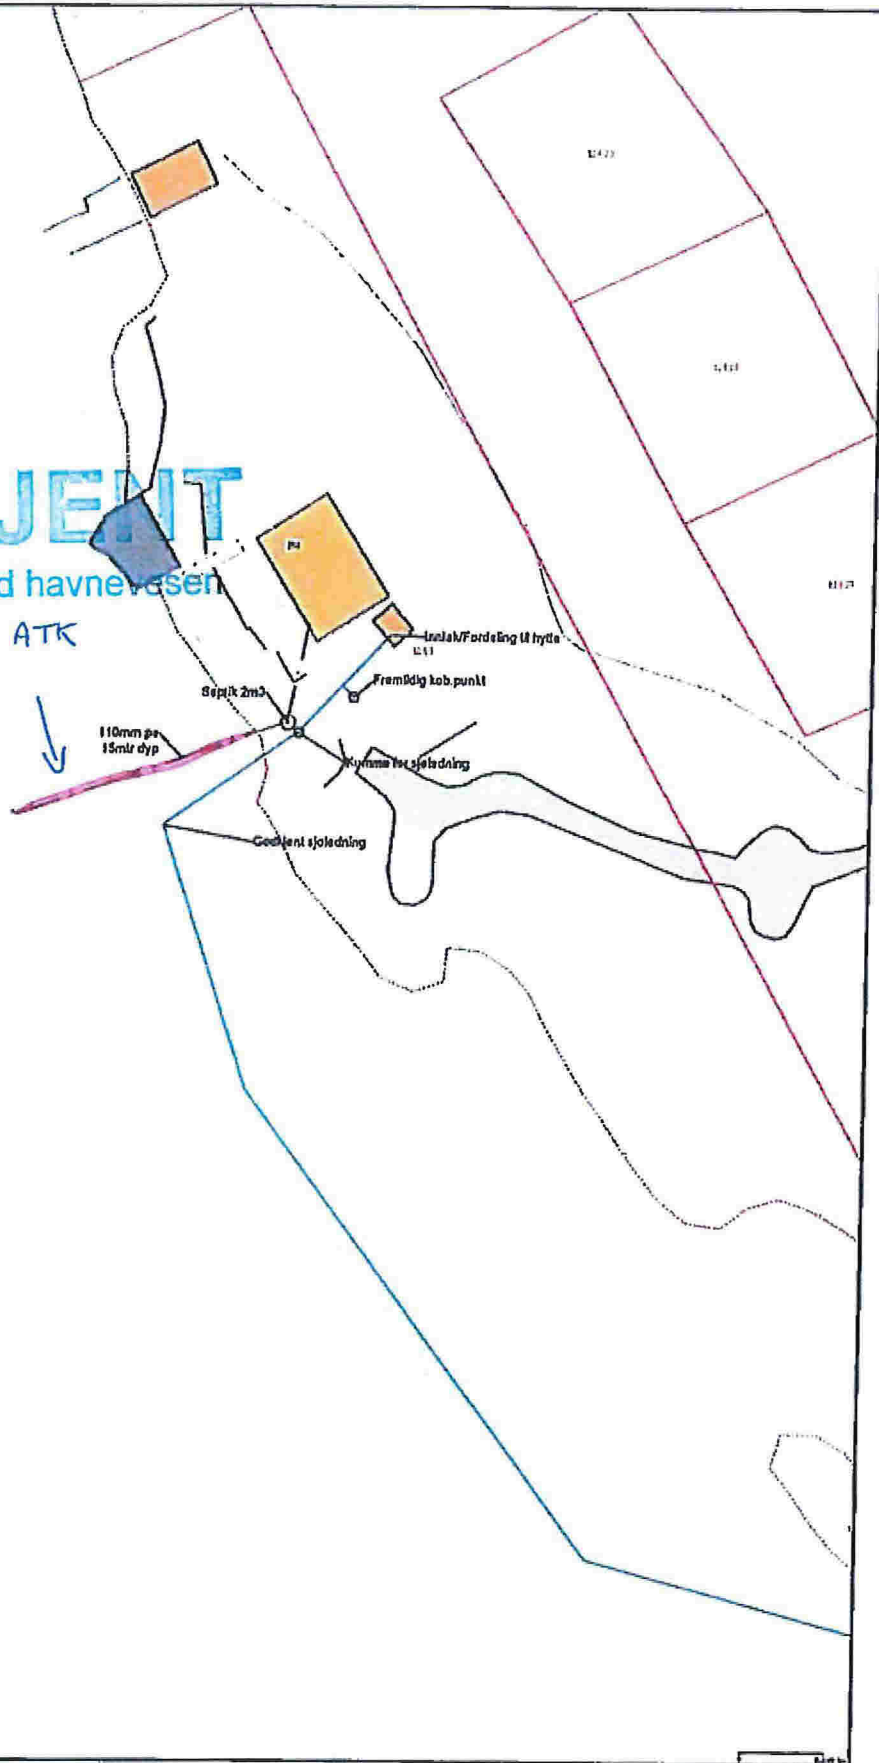 JENT
d havnevesen
ATK
Inntak/Fordeling til hytte
Fremtidig kob.punkt
Septik 2m3
110mm pe
15mtr dyp
Kumme for sjøledning
Godkjent sjøledning